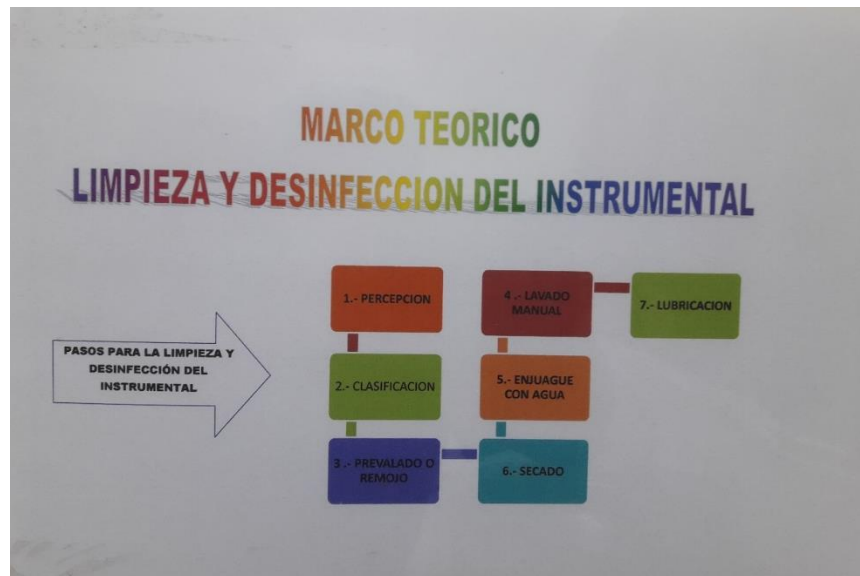 MARCO TEORICO
LIMPIEZA Y DESINFECCION DEL INSTRUMENTAL
PASOS PARA LA LIMPIEZA Y
DESINFECCIÓN DEL
INSTRUMENTAL
1.- PERCEPCION
2.- CLASIFICACION
3 .- PREVALADO O
REMOJO
4 .- LAVADO
MANUAL
5.- ENJUAGUE
CON AGUA
6.- SECADO
7.- LUBRICACION